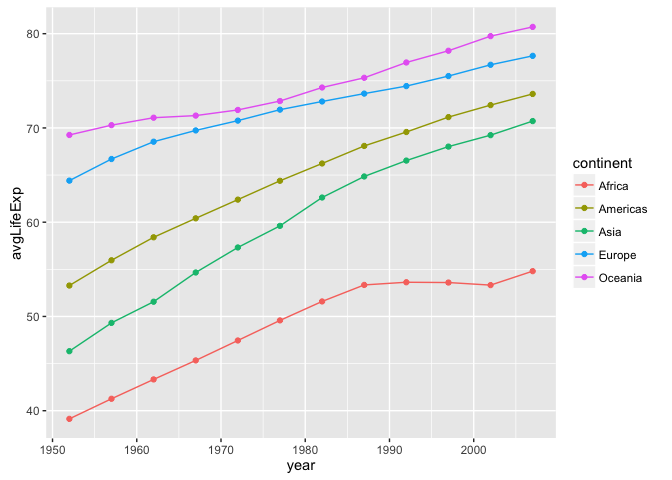 80
70
60
50
40
avgLifeExp
1950 1960 1970 1980 1990 2000
year
continent
Africa
Americas
Asia
Europe
Oceania